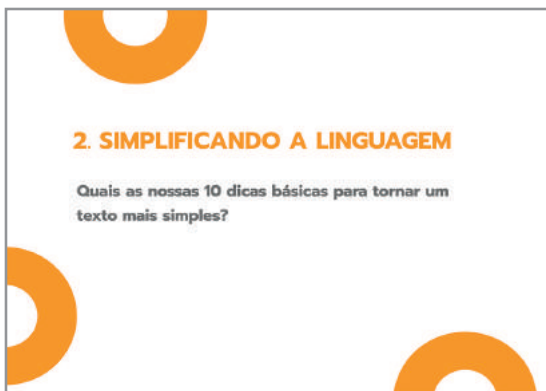 2. SIMPLIFICANDO A LINGUAGEM
Quais as nossas 10 dicas básicas para tornar um
texto mais simples?